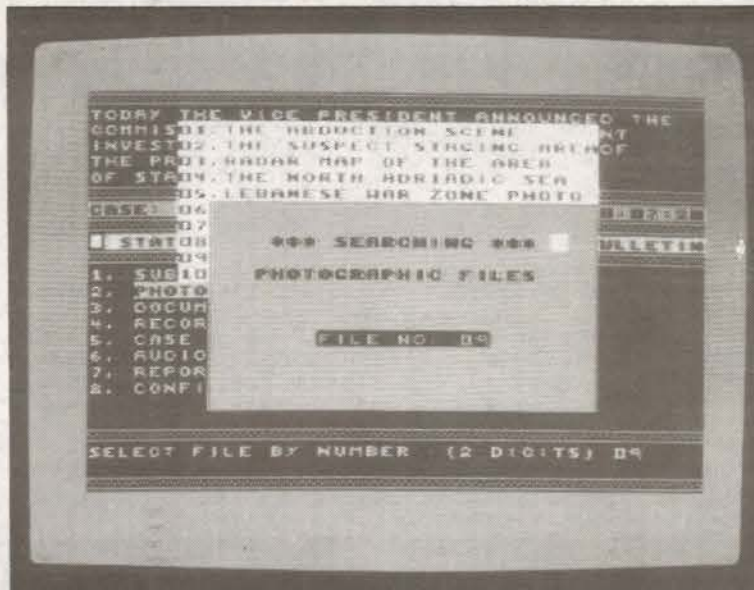 TODAY THE VICE PRESIDENT ANNOUNCED THE
COMMIS 01. THE ABDUCTION SCENE NT
INVEST 02. THE SUSPECT STAGING AREA OF
THE PR 03. RADAR MAP OF THE AREA
OF STA 04. THE NORTH ADRIADIC SEA
05. LEBANESE WAR ZONE PHOTO
CASE: 06
07
STAT 08 *** SEARCHING *** ULLETIN
09
1. SUB 10 PHOTOGRAPHIC FILES
2. PHOTO
3. DOCUM
4. RECOR FILE NO: 09
5. CASE
6. AUDIO
7. REPOR
8. CONFI
SELECT FILE BY NUMBER (2 DIGITS) 09